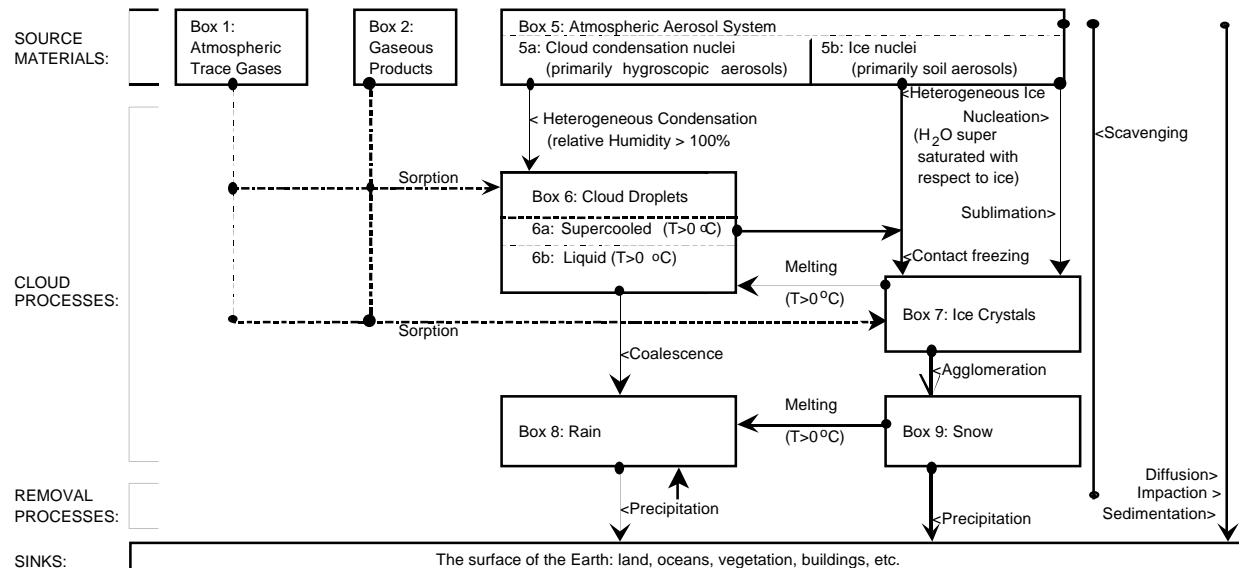 SOURCE
MATERIALS:
Box 1:
Atmospheric
Trace Gases
Box 2:
Gaseous
Products
Box 5: Atmospheric Aerosol System
5a: Cloud condensation nuclei
(primarily hygroscopic aerosols)
5b: Ice nuclei
(primarily soil aerosols)
<Heterogeneous Ice
Nucleation>
(H2O super
saturated with
respect to ice)
< Heterogeneous Condensation
(relative Humidity > 100%
<Scavenging
Sorption
Box 6: Cloud Droplets
6a: Supercooled (T>0 °C)
6b: Liquid (T>0 °C)
Sublimation>
<Contact freezing
CLOUD
PROCESSES:
Melting
(T>0°C)
Sorption
Box 7: Ice Crystals
<Coalescence
<Agglomeration
Box 8: Rain
Melting
(T>0°C)
Box 9: Snow
REMOVAL
PROCESSES:
<Precipitation
<Precipitation
Diffusion>
Impaction >
Sedimentation>
SINKS:
The surface of the Earth: land, oceans, vegetation, buildings, etc.